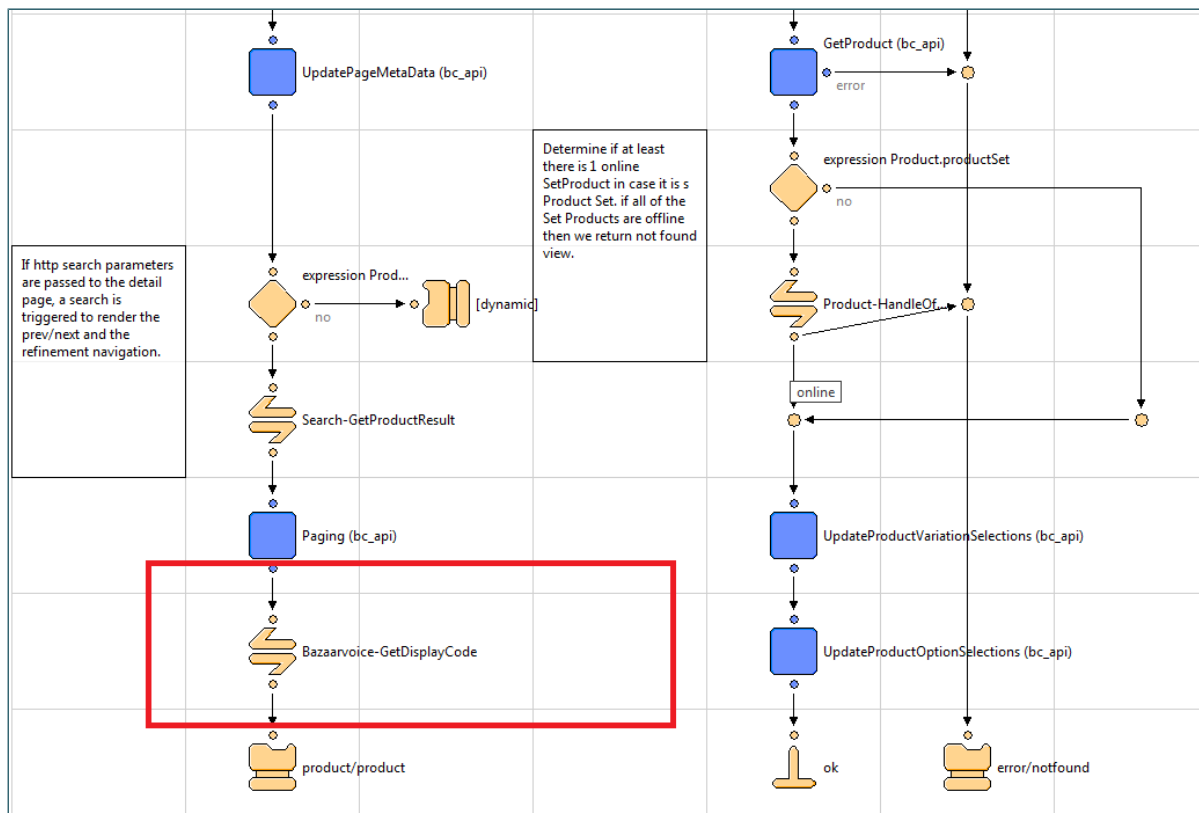 UpdatePageMetaData (bc_api)
If http search parameters
are passed to the detail
page, a search is
triggered to render the
prev/next and the
refinement navigation.
expression Prod...
no
[dynamic]
Search-GetProductResult
Paging (bc_api)
Bazaarvoice-GetDisplayCode
product/product
Determine if at least
there is 1 online
SetProduct in case it is s
Product Set. if all of the
Set Products are offline
then we return not found
view.
GetProduct (bc_api)
error
expression Product.productSet
no
Product-HandleOf...
online
UpdateProductVariationSelections (bc_api)
UpdateProductOptionSelections (bc_api)
ok
error/notfound